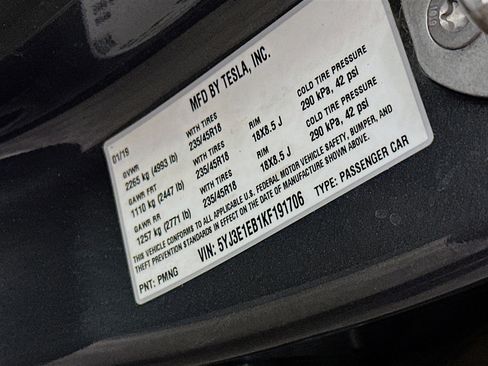 MFD BY TESLA, INC.
01/19
GVWR
2265 kg (4993 lb)
GAWR FRT WITH TIRES RIM COLD TIRE PRESSURE
1110 kg (2447 lb) 235/45R18 18X8.5 J 290 kPa, 42 psi
GAWR RR WITH TIRES RIM COLD TIRE PRESSURE
1257 kg (2771 lb) 235/45R18 18X8.5 J 290 kPa, 42 psi
THIS VEHICLE CONFORMS TO ALL APPLICABLE U.S. FEDERAL MOTOR VEHICLE SAFETY, BUMPER, AND
THEFT PREVENTION STANDARDS IN EFFECT ON THE DATE OF MANUFACTURE SHOWN ABOVE.
VIN: 5YJ3E1EB1KF191706 TYPE: PASSENGER CAR
PNT: PMNG